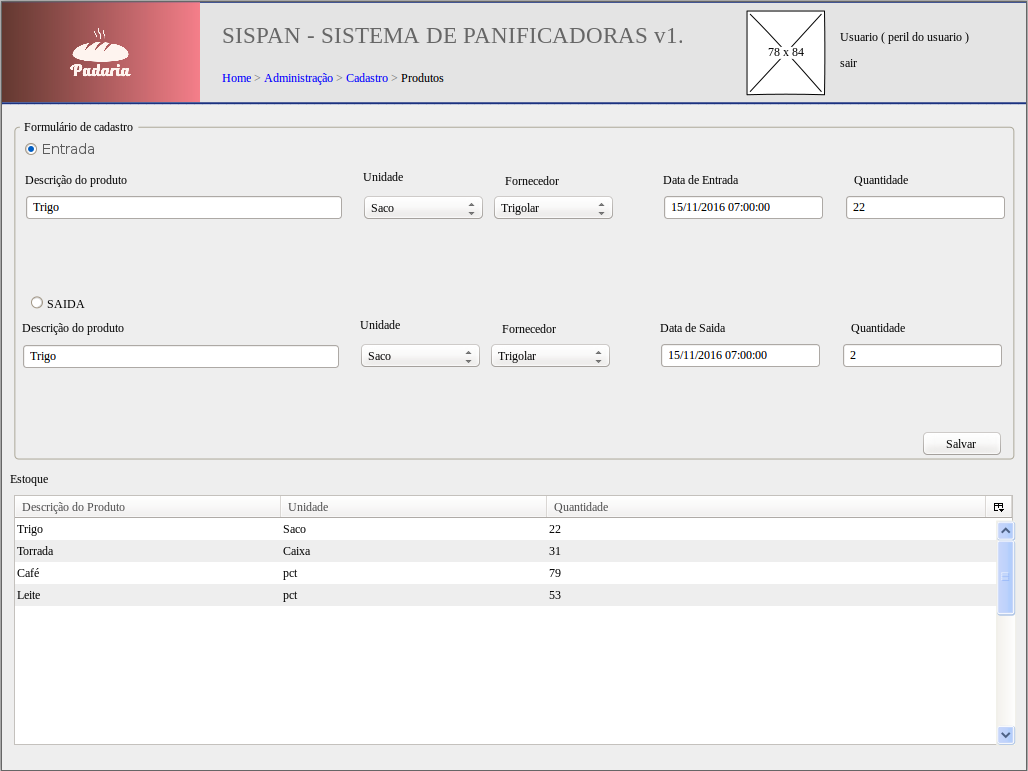 Padaria
SISPAN - SISTEMA DE PANIFICADORAS v1.
Home > Administração > Cadastro > Produtos
78 x 84
Usuario ( peril do usuario )
sair
Formulário de cadastro
Entrada
Descrição do produto Unidade Fornecedor Data de Entrada Quantidade
Trigo Saco Trigolar 15/11/2016 07:00:00 22
SAIDA
Descrição do produto Unidade Fornecedor Data de Saida Quantidade
Trigo Saco Trigolar 15/11/2016 07:00:00 2
Salvar
Estoque
Descrição do Produto Unidade Quantidade
Trigo Saco 22
Torrada Caixa 31
Café pct 79
Leite pct 53